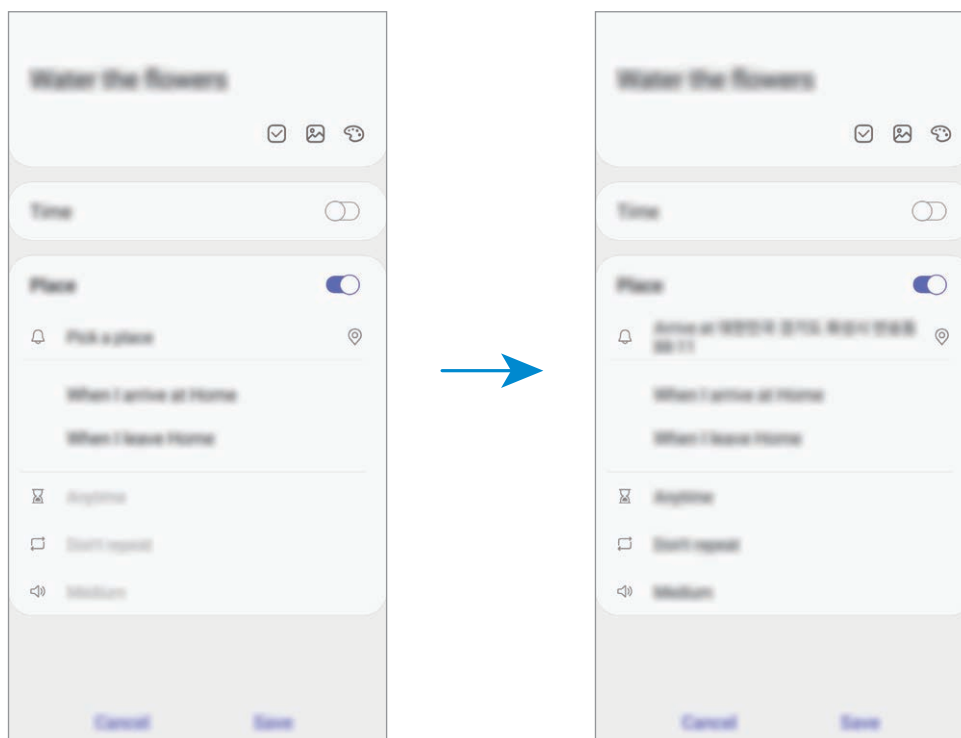 Water the flowers
Time
Place
Pick a place
When I arrive at Home
When I leave Home
Anytime
Don't repeat
Medium
Cancel Save
Water the flowers
Time
Place
Arrive at
When I arrive at Home
When I leave Home
Anytime
Don't repeat
Medium
Cancel Save